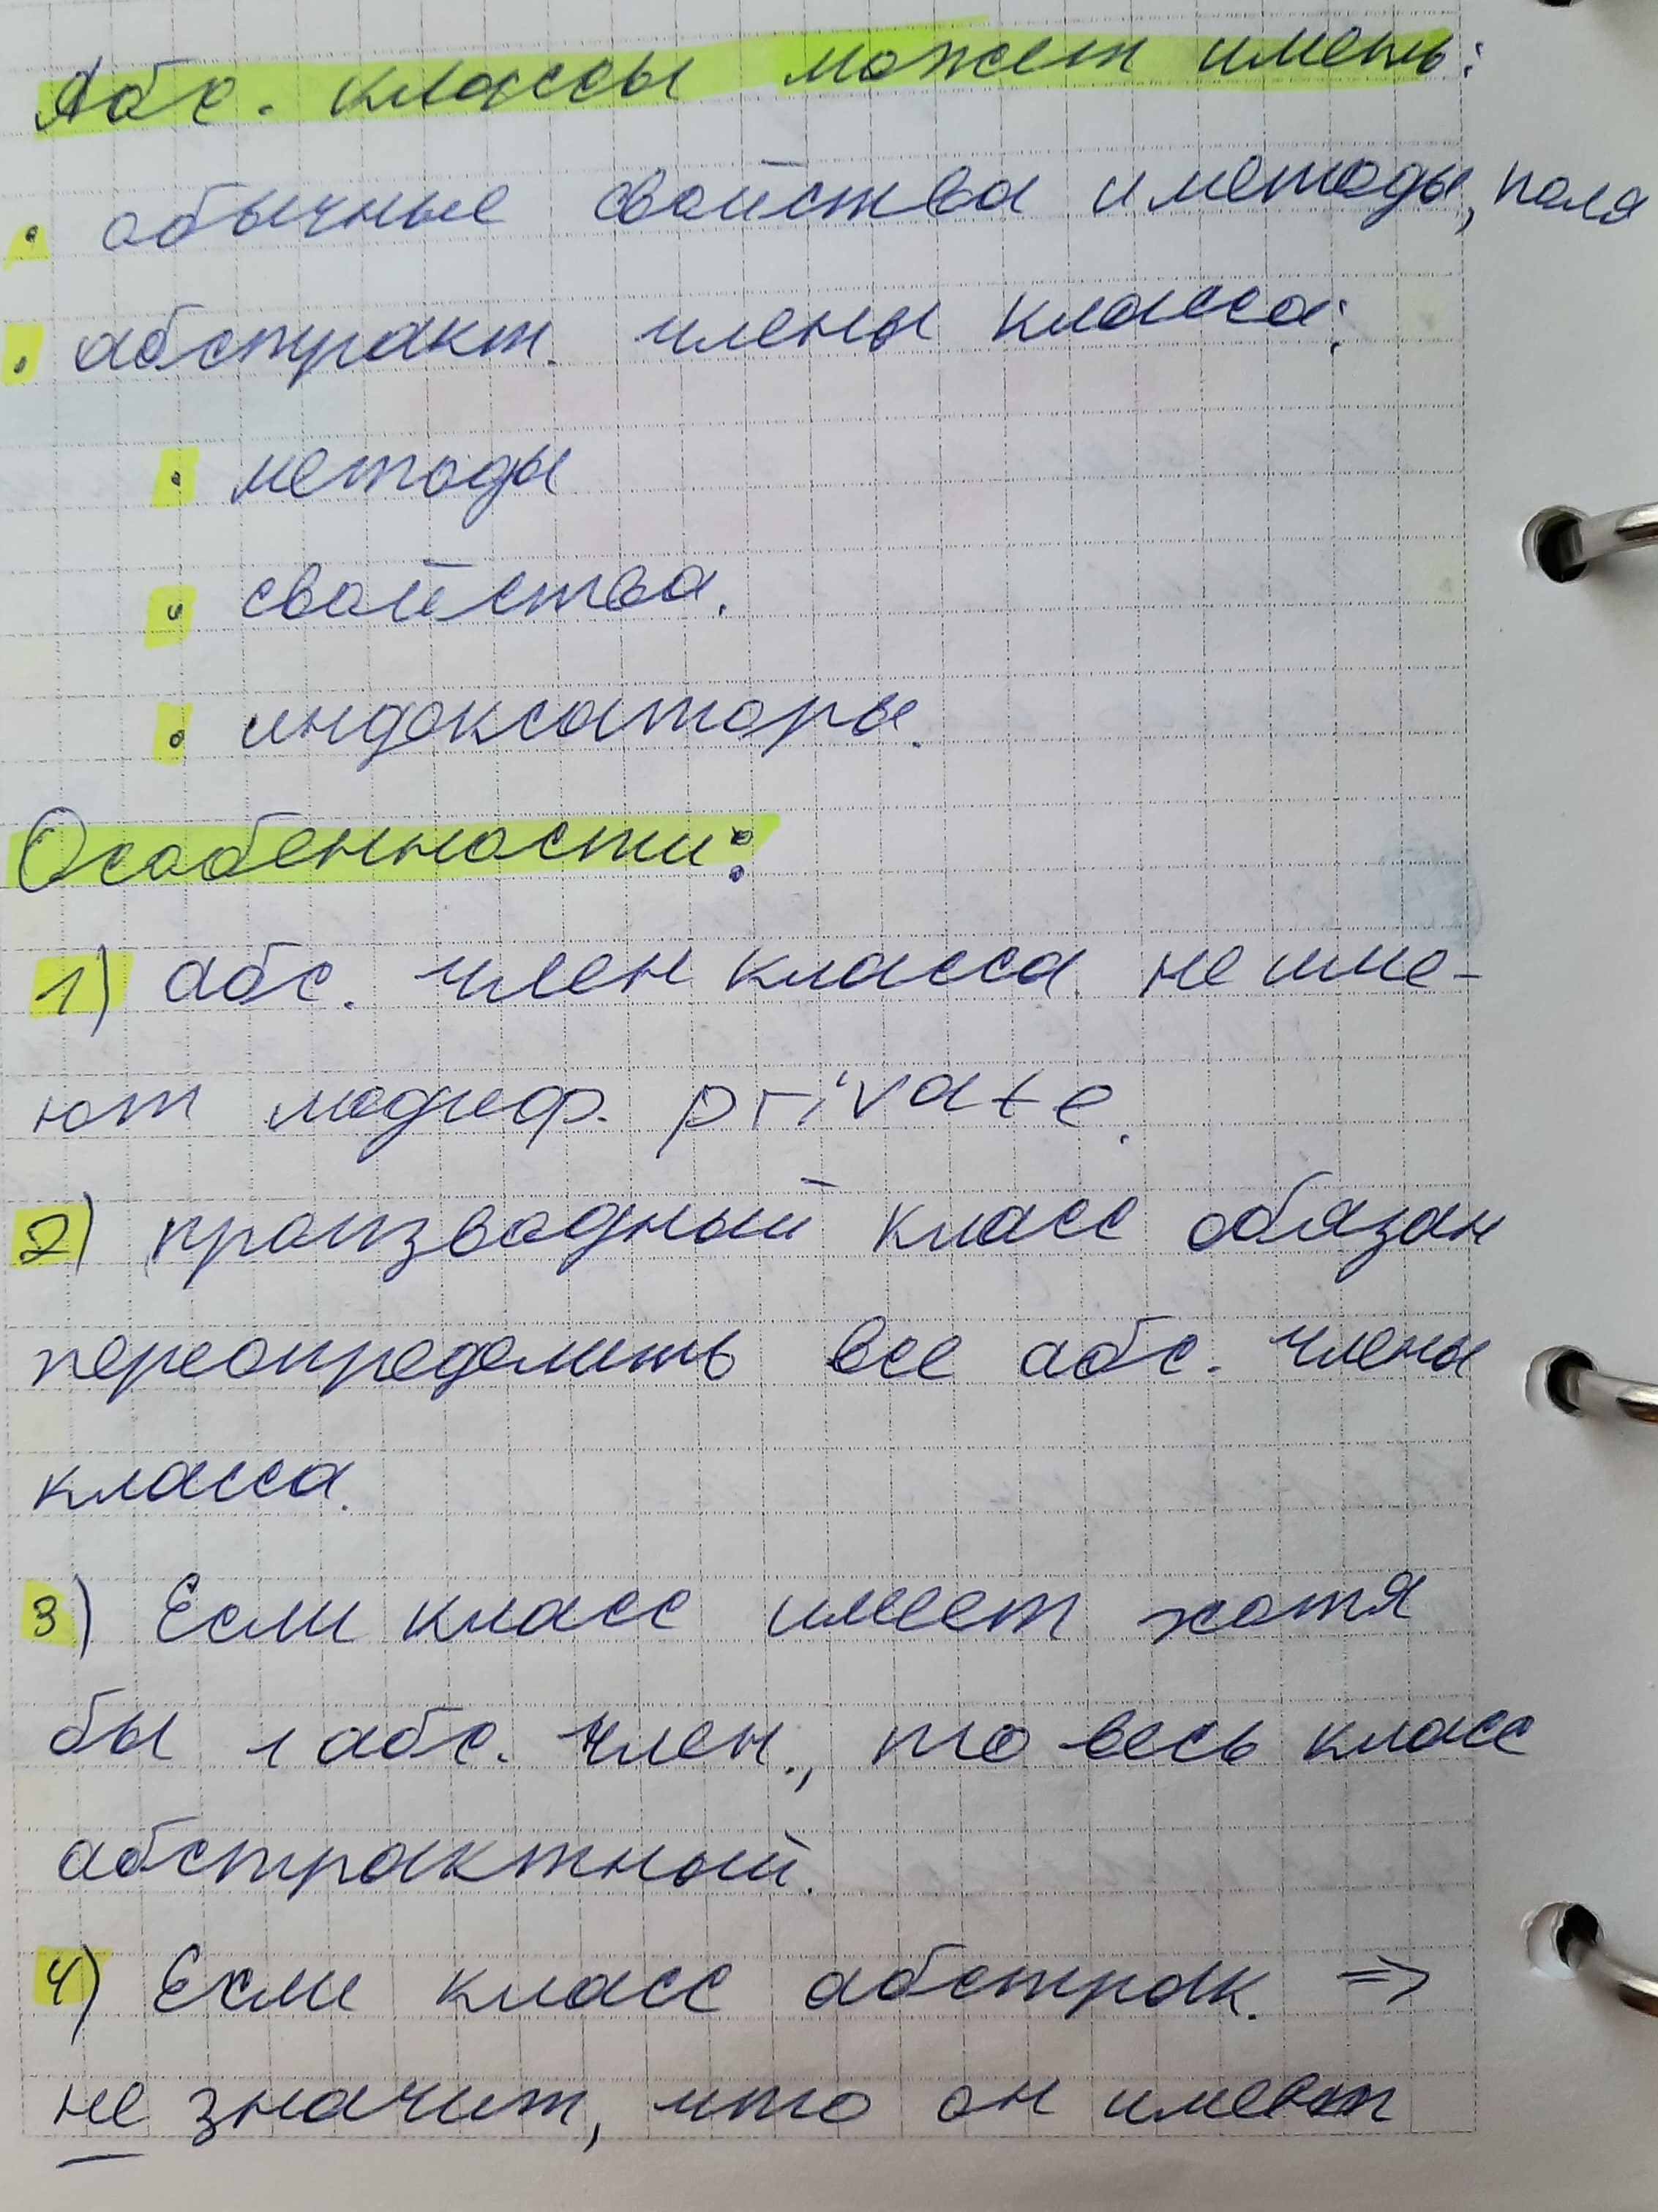 Абс. классы может иметь:
• обычные свойства и методы, поля
• абстракт. члены класса:
• методы
• свойства.
• индексаторы.
Особенности:
1) абс. член класса не име-
ют модиф. private.
2) производный класс обязан
переопределить все абс. члены
класса.
3) Если класс имеет хотя
бы 1 абс. член., то весь класс
абстрактный.
4) Если класс абстрак. =>
не значит, что он имеет